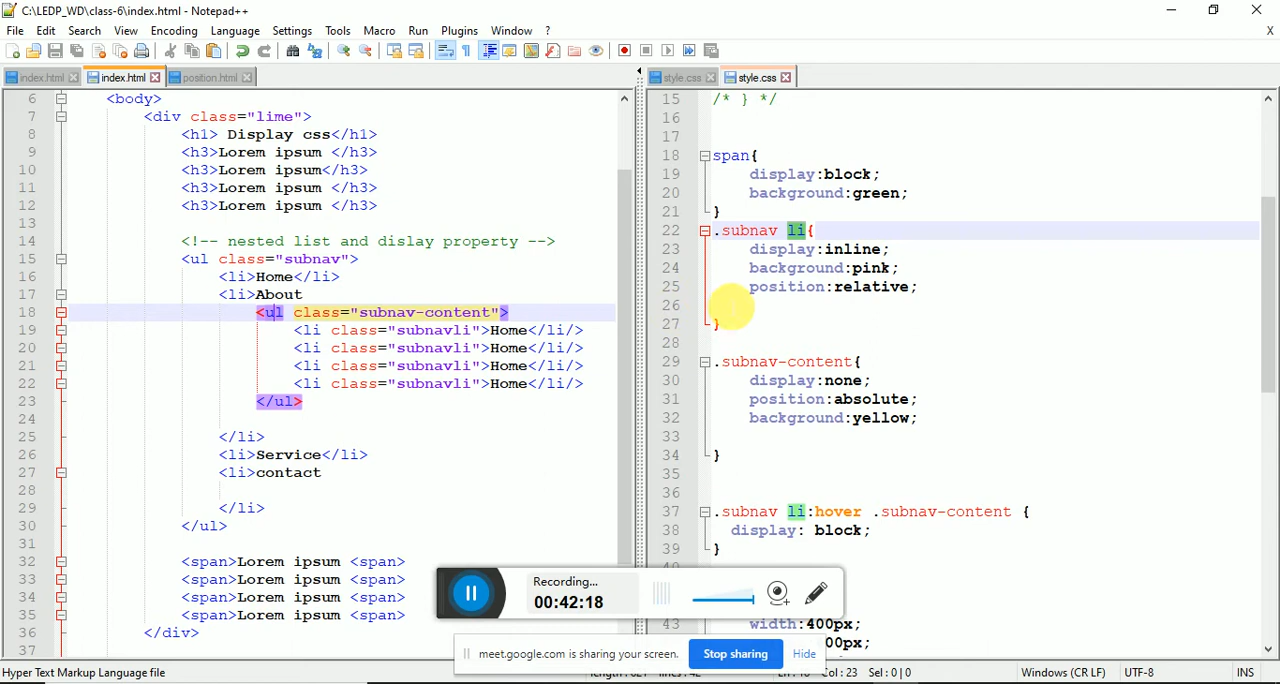 C:\LEDP_WD\class-6\index.html - Notepad++
File Edit Search View Encoding Language Settings Tools Macro Run Plugins Window ? X
index.html index.html position.html style.css style.css
6 <body>
7 <div class="lime">
8 <h1> Display css</h1>
9 <h3>Lorem ipsum </h3>
10 <h3>Lorem ipsum</h3>
11 <h3>Lorem ipsum </h3>
12 <h3>Lorem ipsum </h3>
13
14 <!-- nested list and dislay property -->
15 <ul class="subnav">
16 <li>Home</li>
17 <li>About
18 <ul class="subnav-content">
19 <li class="subnavli">Home</li/>
20 <li class="subnavli">Home</li/>
21 <li class="subnavli">Home</li/>
22 <li class="subnavli">Home</li/>
23 </ul>
24
25 </li>
26 <li>Service</li>
27 <li>contact
28
29 </li>
30 </ul>
31
32 <span>Lorem ipsum <span>
33 <span>Lorem ipsum <span>
34 <span>Lorem ipsum <span>
35 <span>Lorem ipsum <span>
36 </div>
37
15 /* } */
16
17
18 span{
19 display:block;
20 background:green;
21 }
22 .subnav li{
23 display:inline;
24 background:pink;
25 position:relative;
26
27 }
28
29 .subnav-content{
30 display:none;
31 position:absolute;
32 background:yellow;
33
34 }
35
36
37 .subnav li:hover .subnav-content {
38 display: block;
39 }
43 width:400px;
00px;
Recording...
00:42:18
meet.google.com is sharing your screen. Stop sharing Hide
Hyper Text Markup Language file Col : 23 Sel : 0 | 0 Windows (CR LF) UTF-8 INS